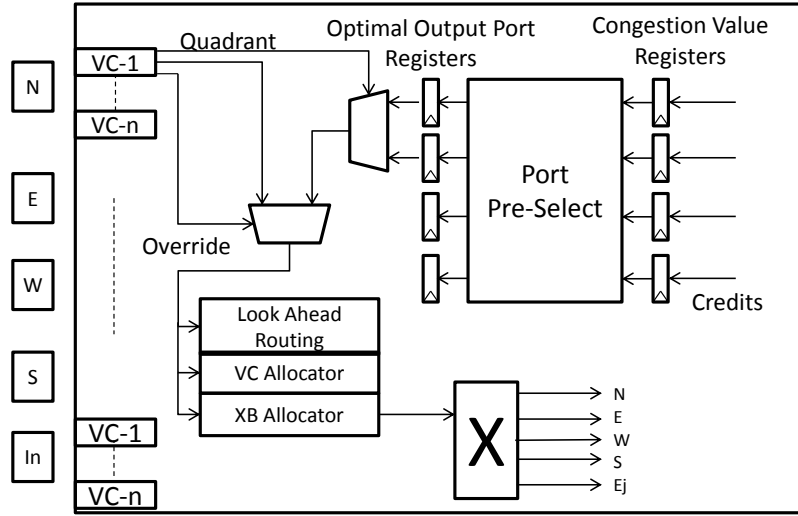 Quadrant
Optimal Output Port
Registers
Congestion Value
Registers
N
VC-1
VC-n
E
W
S
In
Port
Pre-Select
Override
Credits
Look Ahead
Routing
VC Allocator
XB Allocator
X
N
E
W
S
Ej
VC-1
VC-n